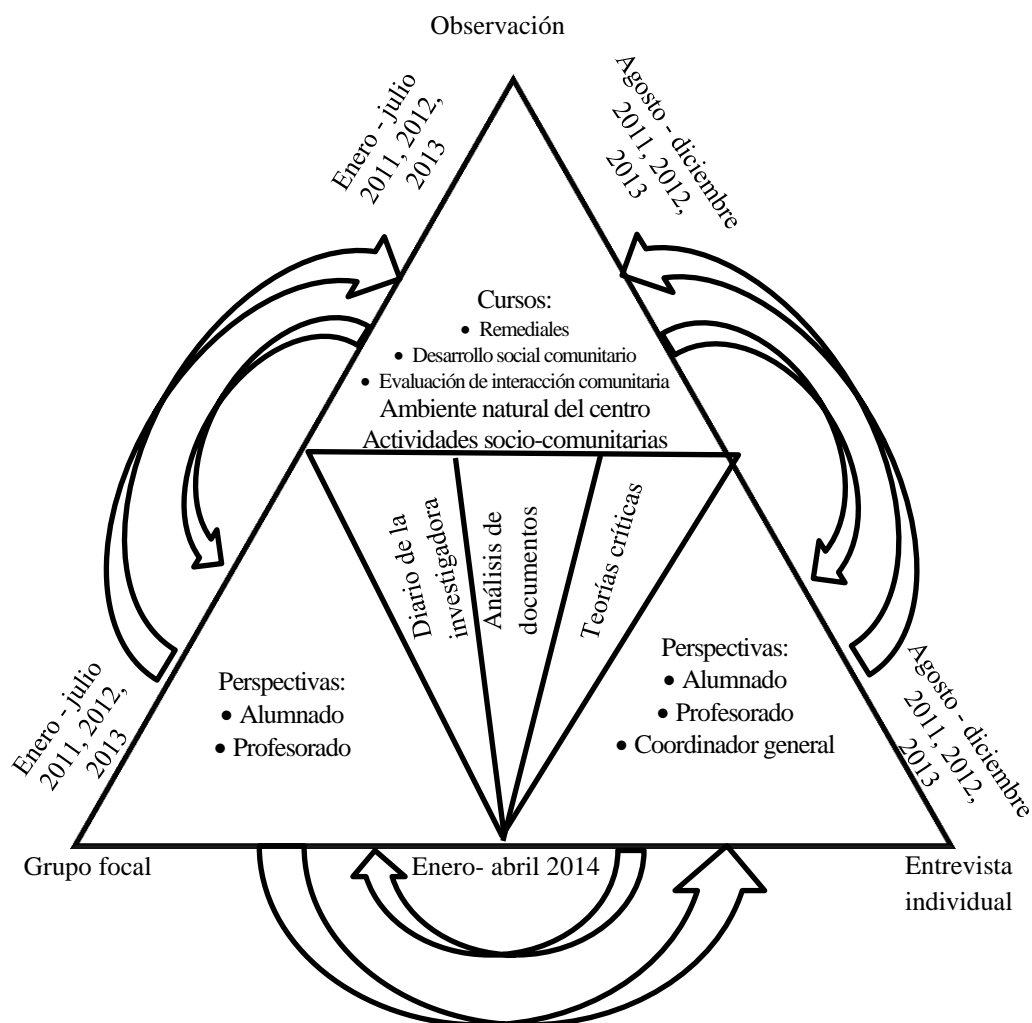 Observación
Enero - julio
2011, 2012,
2013
Agosto - diciembre
2011, 2012,
2013
Cursos:
• Remediales
• Desarrollo social comunitario
• Evaluación de interacción comunitaria
Ambiente natural del centro
Actividades socio-comunitarias
Diario de la
investigadora
Análisis de
documentos
Teorías críticas
Enero - julio
2011, 2012,
2013
Perspectivas:
• Alumnado
• Profesorado
Perspectivas:
• Alumnado
• Profesorado
• Coordinador general
Agosto - diciembre
2011, 2012,
2013
Grupo focal
Enero- abril 2014
Entrevista
individual